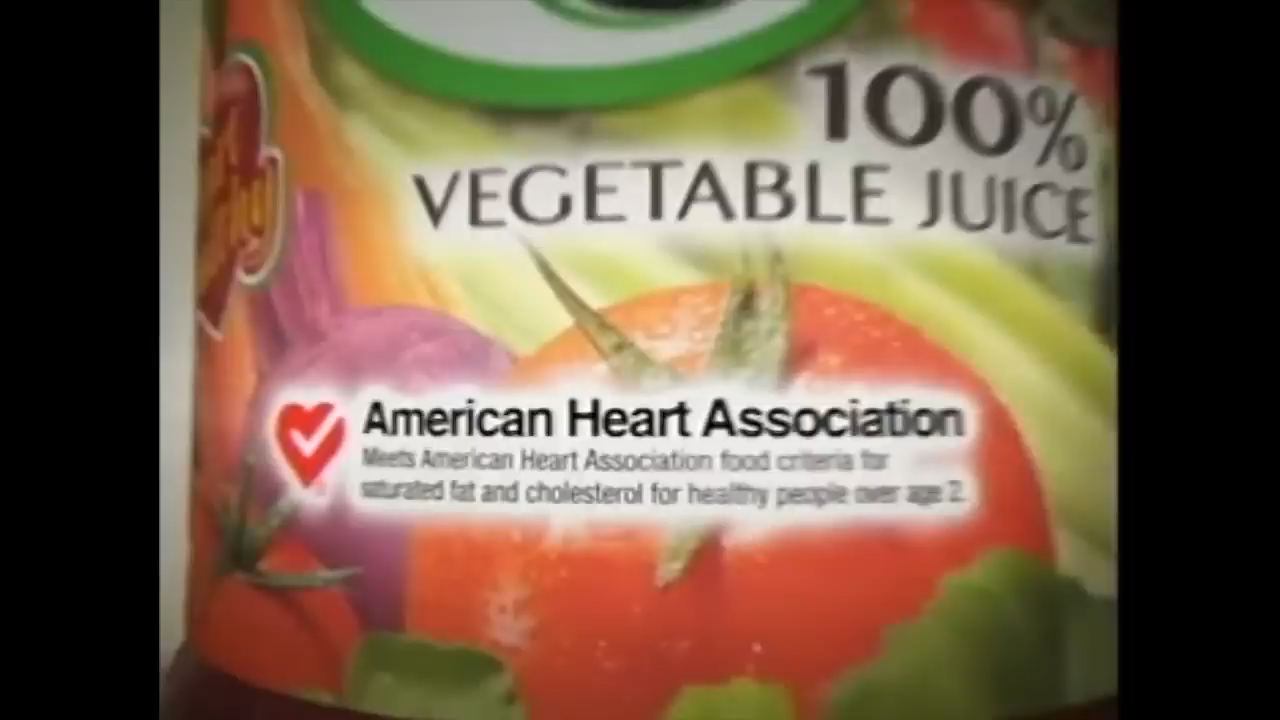 100%
VEGETABLE JUICE
American Heart Association
Meets American Heart Association food criteria for
saturated fat and cholesterol for healthy people over age 2.